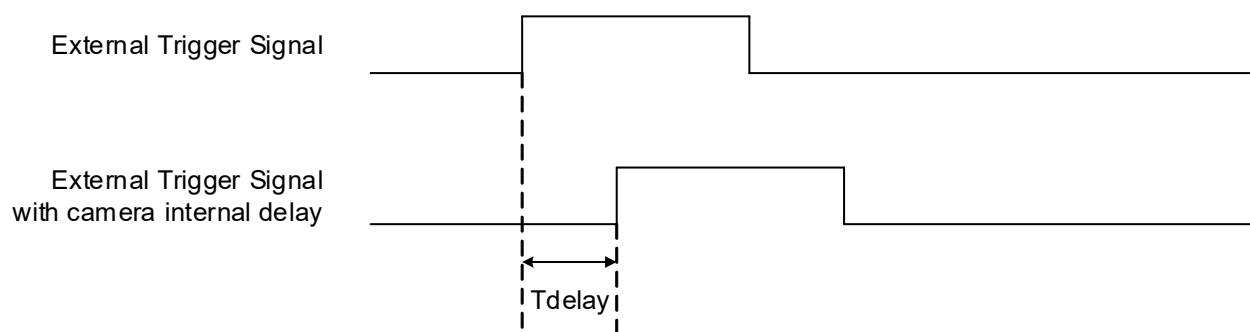 External Trigger Signal
External Trigger Signal
with camera internal delay
Tdelay